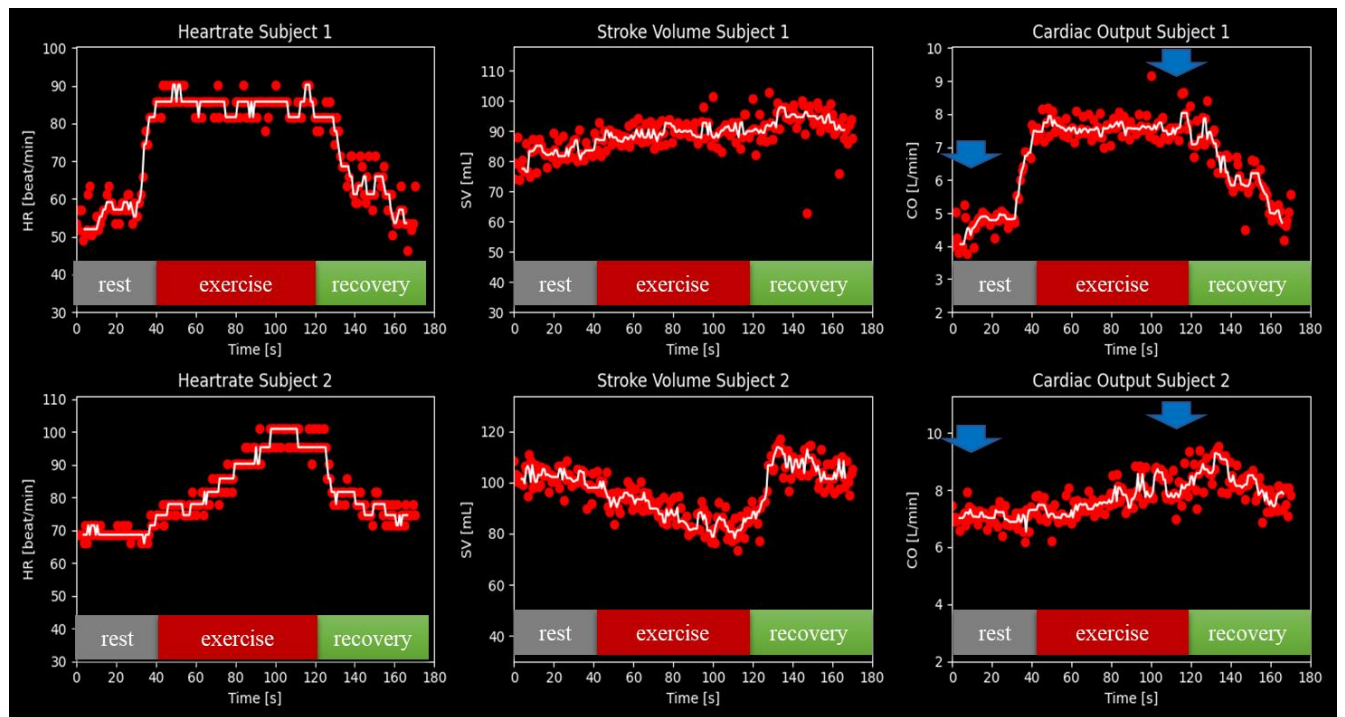 Heartrate Subject 1
100
90
80
70
60
50
40
30
HR [beat/min]
rest
exercise
recovery
0 20 40 60 80 100 120 140 160 180
Time [s]
Stroke Volume Subject 1
110
100
90
80
70
60
50
40
30
SV [mL]
rest
exercise
recovery
0 20 40 60 80 100 120 140 160 180
Time [s]
Cardiac Output Subject 1
10
9
8
7
6
5
4
3
2
CO [L/min]
rest
exercise
recovery
0 20 40 60 80 100 120 140 160 180
Time [s]
Heartrate Subject 2
110
100
90
80
70
60
50
40
30
HR [beat/min]
rest
exercise
recovery
0 20 40 60 80 100 120 140 160 180
Time [s]
Stroke Volume Subject 2
120
100
80
60
40
SV [mL]
rest
exercise
recovery
0 20 40 60 80 100 120 140 160 180
Time [s]
Cardiac Output Subject 2
10
8
6
4
2
CO [L/min]
rest
exercise
recovery
0 20 40 60 80 100 120 140 160 180
Time [s]